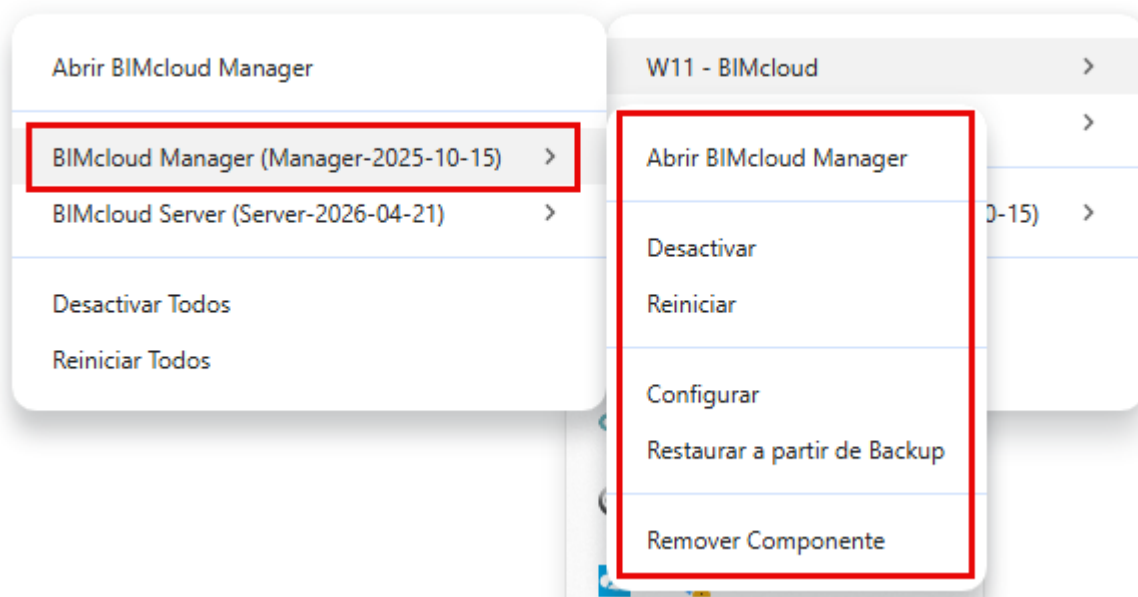 Abrir BIMcloud Manager
BIMcloud Manager (Manager-2025-10-15)
BIMcloud Server (Server-2026-04-21)
Desactivar Todos
Reiniciar Todos
W11 - BIMcloud
0-15)
Abrir BIMcloud Manager
Desactivar
Reiniciar
Configurar
Restaurar a partir de Backup
Remover Componente